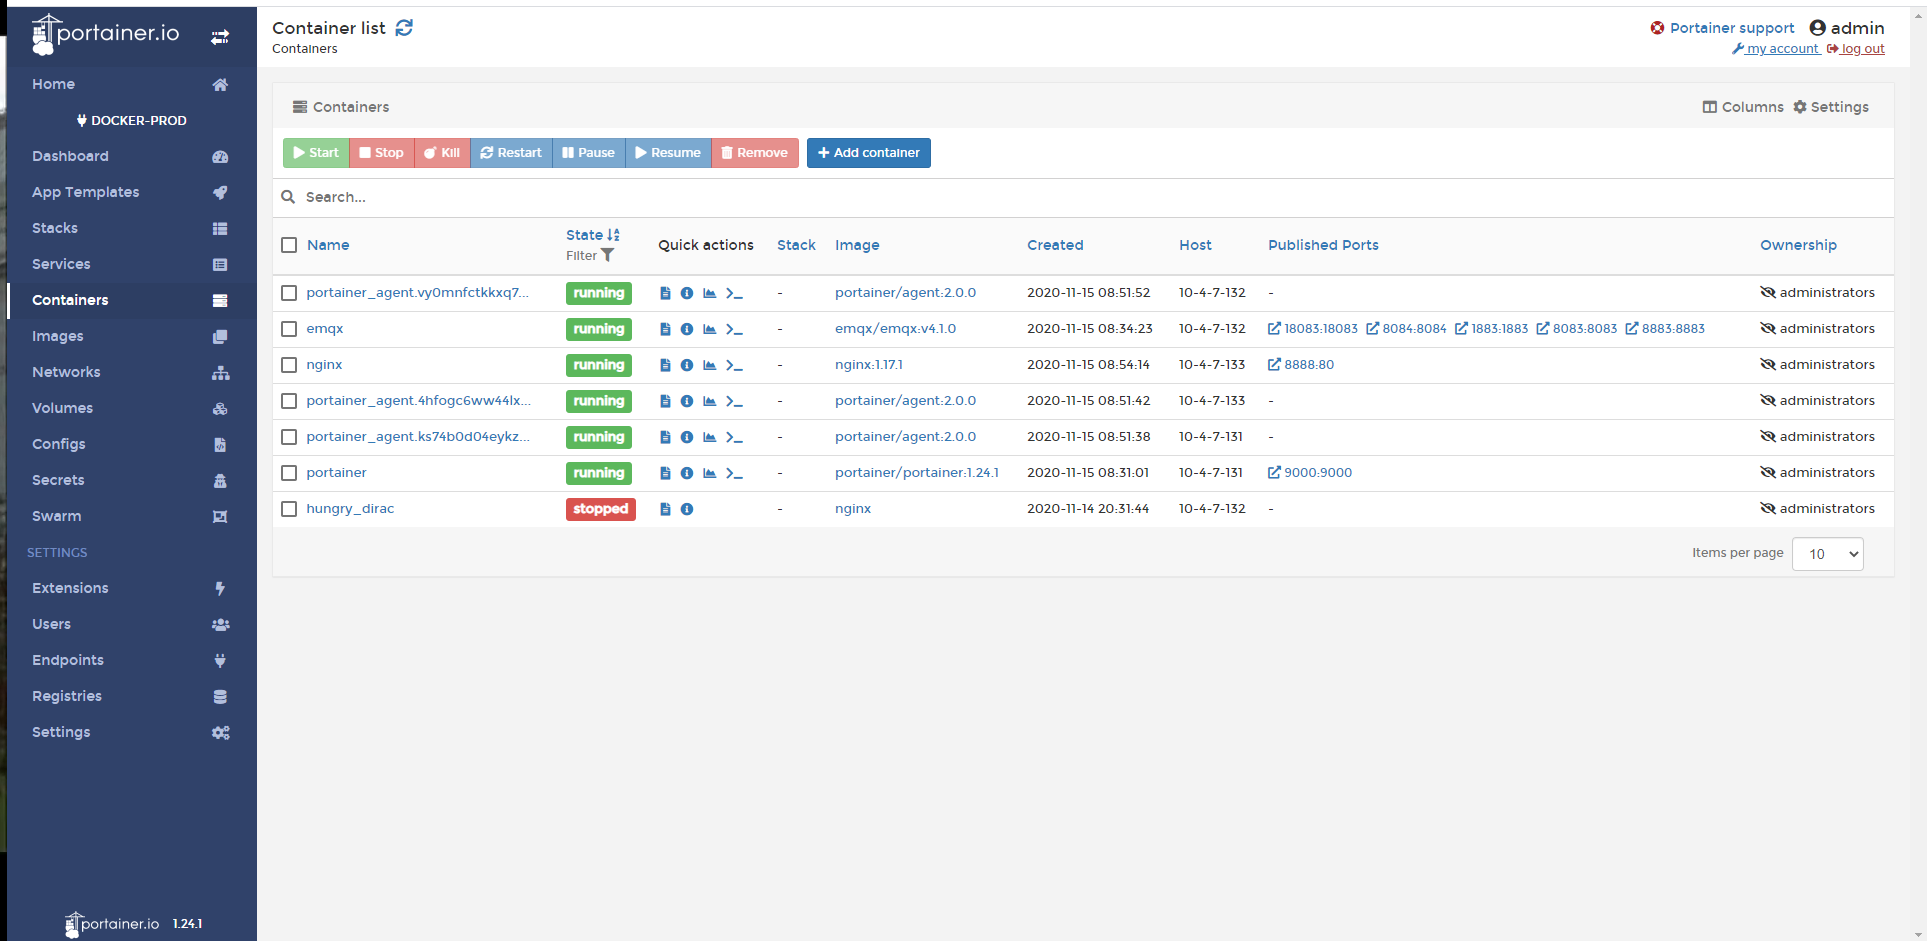 portainer.io
Home
DOCKER-PROD
Dashboard
App Templates
Stacks
Services
Containers
Images
Networks
Volumes
Configs
Secrets
Swarm
SETTINGS
Extensions
Users
Endpoints
Registries
Settings
portainer.io 1.24.1
Container list
Containers
Portainer support admin
my account log out
Containers
Columns Settings
Start Stop Kill Restart Pause Resume Remove Add container
Search...
Name State Filter Quick actions Stack Image Created Host Published Ports Ownership
portainer_agent.vy0mnfctkkxq7... running - portainer/agent:2.0.0 2020-11-15 08:51:52 10-4-7-132 - administrators
emqx running - emqx/emqx:v4.1.0 2020-11-15 08:34:23 10-4-7-132 18083:18083 8084:8084 1883:1883 8083:8083 8883:8883 administrators
nginx running - nginx:1.17.1 2020-11-15 08:54:14 10-4-7-133 8888:80 administrators
portainer_agent.4hfogc6ww44lx... running - portainer/agent:2.0.0 2020-11-15 08:51:42 10-4-7-133 - administrators
portainer_agent.ks74b0d04eykz... running - portainer/agent:2.0.0 2020-11-15 08:51:38 10-4-7-131 - administrators
portainer running - portainer/portainer:1.24.1 2020-11-15 08:31:01 10-4-7-131 9000:9000 administrators
hungry_dirac stopped - nginx 2020-11-14 20:31:44 10-4-7-132 - administrators
Items per page 10